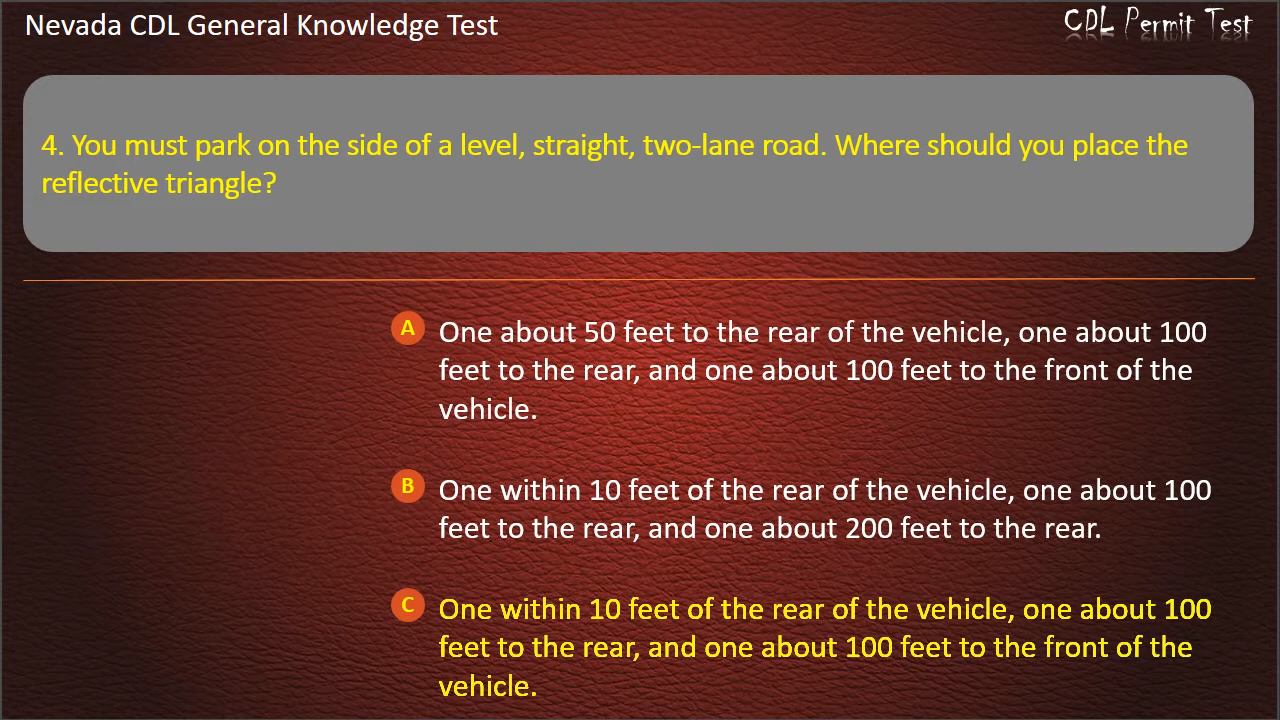 Nevada CDL General Knowledge Test
CDL Permit Test
4. You must park on the side of a level, straight, two-lane road. Where should you place the
reflective triangle?
A One about 50 feet to the rear of the vehicle, one about 100
feet to the rear, and one about 100 feet to the front of the
vehicle.
B One within 10 feet of the rear of the vehicle, one about 100
feet to the rear, and one about 200 feet to the rear.
C One within 10 feet of the rear of the vehicle, one about 100
feet to the rear, and one about 100 feet to the front of the
vehicle.